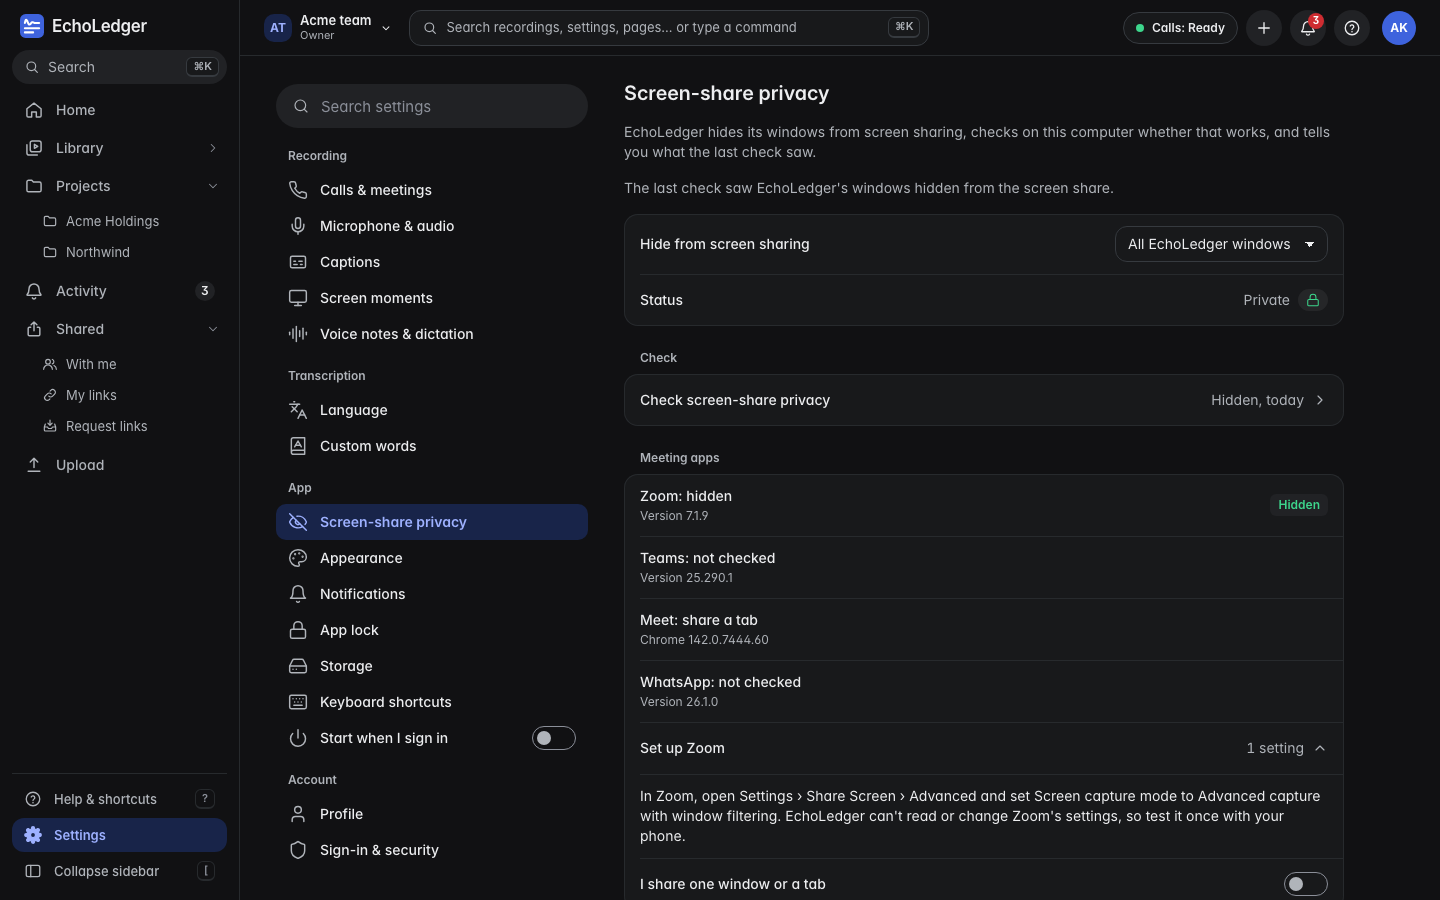 EchoLedger
Search
⌘K
Home
Library
Projects
Acme Holdings
Northwind
Activity
3
Shared
With me
My links
Request links
Upload
Help & shortcuts
?
Settings
Collapse sidebar
[
AT
Acme team
Owner
Search recordings, settings, pages... or type a command
⌘K
Calls: Ready
3
AK
Search settings
Recording
Calls & meetings
Microphone & audio
Captions
Screen moments
Voice notes & dictation
Transcription
Language
Custom words
App
Screen-share privacy
Appearance
Notifications
App lock
Storage
Keyboard shortcuts
Start when I sign in
Account
Profile
Sign-in & security
Screen-share privacy
EchoLedger hides its windows from screen sharing, checks on this computer whether that works, and tells
you what the last check saw.
The last check saw EchoLedger's windows hidden from the screen share.
Hide from screen sharing
All EchoLedger windows
Status
Private
Check
Check screen-share privacy
Hidden, today
Meeting apps
Zoom: hidden
Version 7.1.9
Hidden
Teams: not checked
Version 25.290.1
Meet: share a tab
Chrome 142.0.7444.60
WhatsApp: not checked
Version 26.1.0
Set up Zoom
1 setting
In Zoom, open Settings › Share Screen › Advanced and set Screen capture mode to Advanced capture
with window filtering. EchoLedger can't read or change Zoom's settings, so test it once with your
phone.
I share one window or a tab